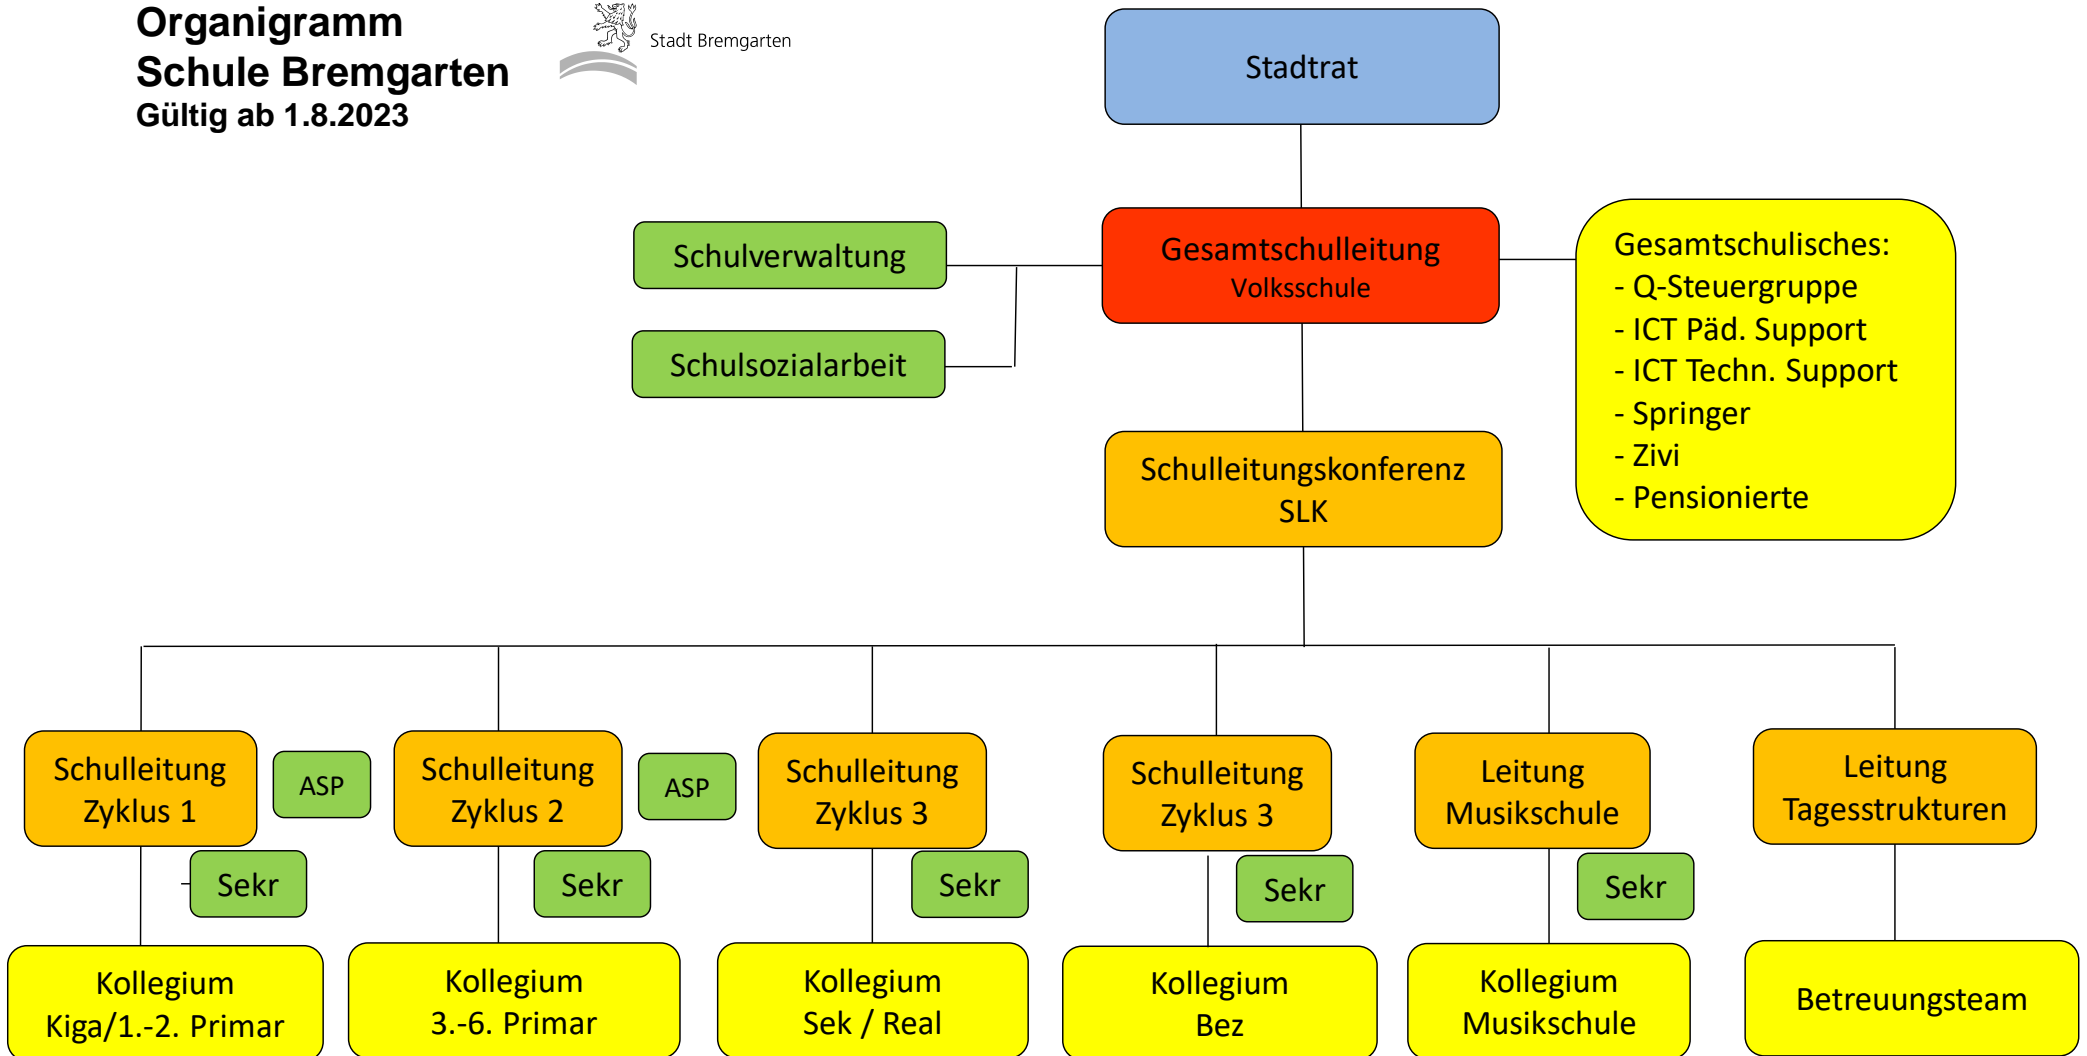 Organigramm
Schule Bremgarten
Gültig ab 1.8.2023
Stadt Bremgarten
Stadtrat
Schulverwaltung
Schulsozialarbeit
Gesamtschulleitung
Volksschule
Gesamtschulisches:
- Q-Steuergruppe
- ICT Päd. Support
- ICT Techn. Support
- Springer
- Zivi
- Pensionierte
Schulleitungskonferenz
SLK
Schulleitung
Zyklus 1
ASP
Schulleitung
Zyklus 2
ASP
Schulleitung
Zyklus 3
Schulleitung
Zyklus 3
Leitung
Musikschule
Leitung
Tagesstrukturen
Sekr
Sekr
Sekr
Sekr
Sekr
Kollegium
Kiga/1.-2. Primar
Kollegium
3.-6. Primar
Kollegium
Sek / Real
Kollegium
Bez
Kollegium
Musikschule
Betreuungsteam